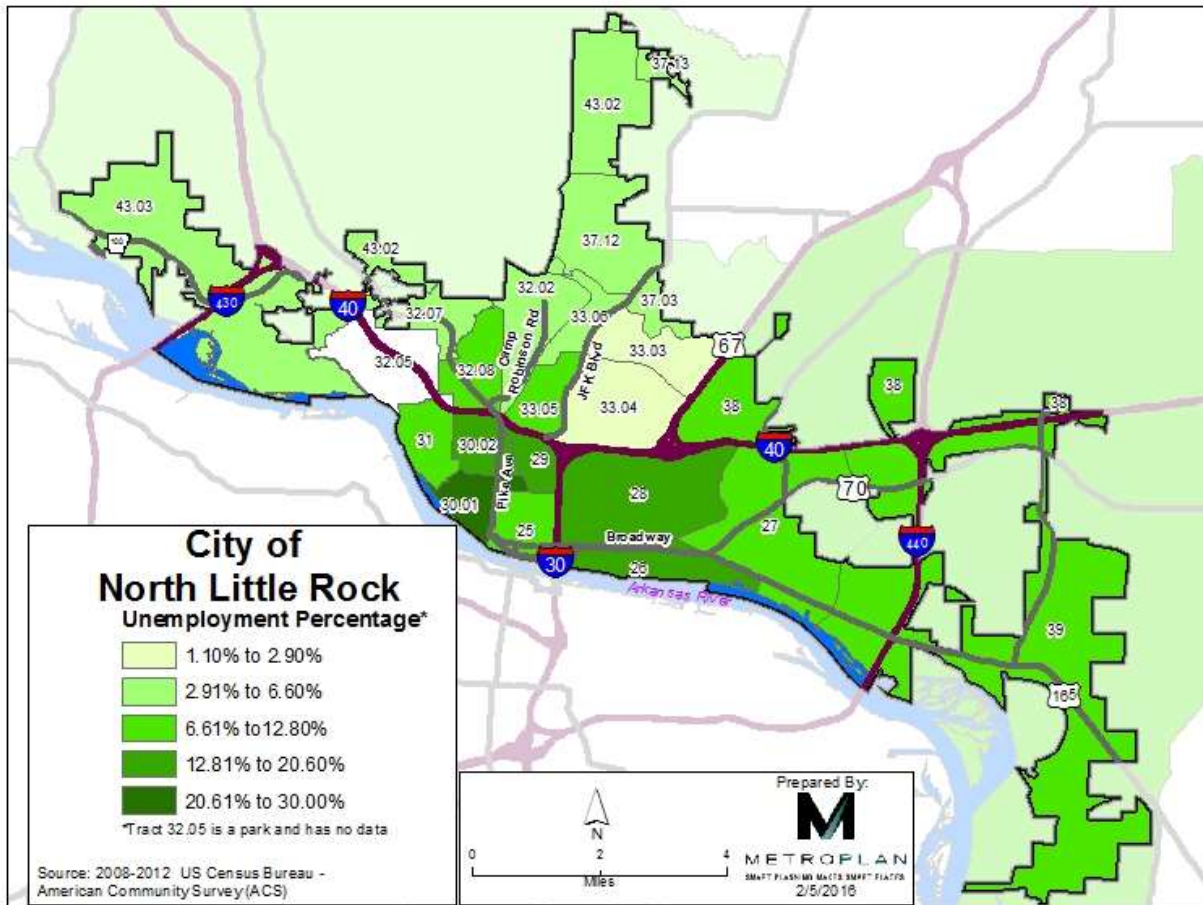 37.13
43.02
43.03
100
43.02
37.12
32.02
37.03
430
40
32.07
33.06
Camp
Robinson Rd
JFK Blvd
33.03
67
32.05
32.08
33.05
33.04
38
38
38
31
30.02
29
40
Pike Ave
28
70
30.01
25
27
Broadway
440
30
26
Arkansas River
39
165
City of
North Little Rock
Unemployment Percentage*
1.10% to 2.90%
2.91% to 6.60%
6.61% to12.80%
12.81% to 20.60%
20.61% to 30.00%
*Tract 32.05 is a park and has no data
Source: 2008-2012 US Census Bureau -
American Community Survey (ACS)
N
0 2 4
Miles
Prepared By:
M
METROPLAN
SMART PLANNING MAKES SMART PLACES
2/5/2016